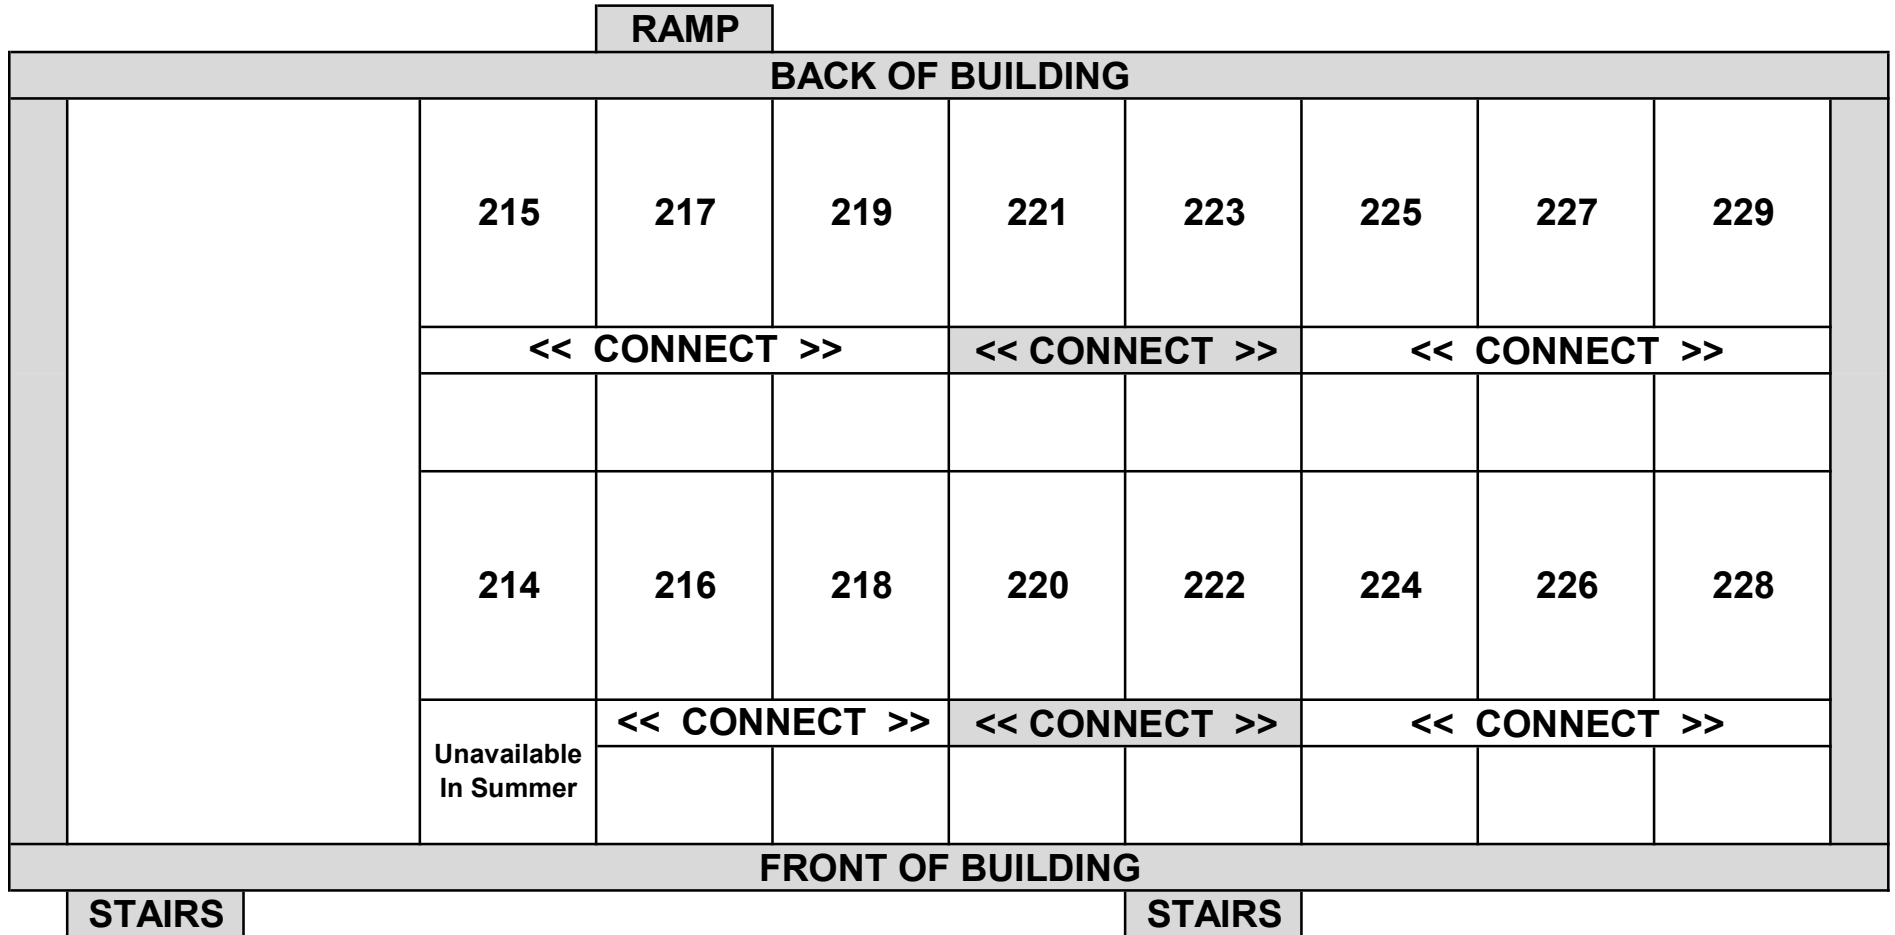 RAMP
BACK OF BUILDING
215 217 219 221 223 225 227 229
<< CONNECT >> << CONNECT >> << CONNECT >>
214 216 218 220 222 224 226 228
<< CONNECT >> << CONNECT >> << CONNECT >>
Unavailable
In Summer
FRONT OF BUILDING
STAIRS STAIRS